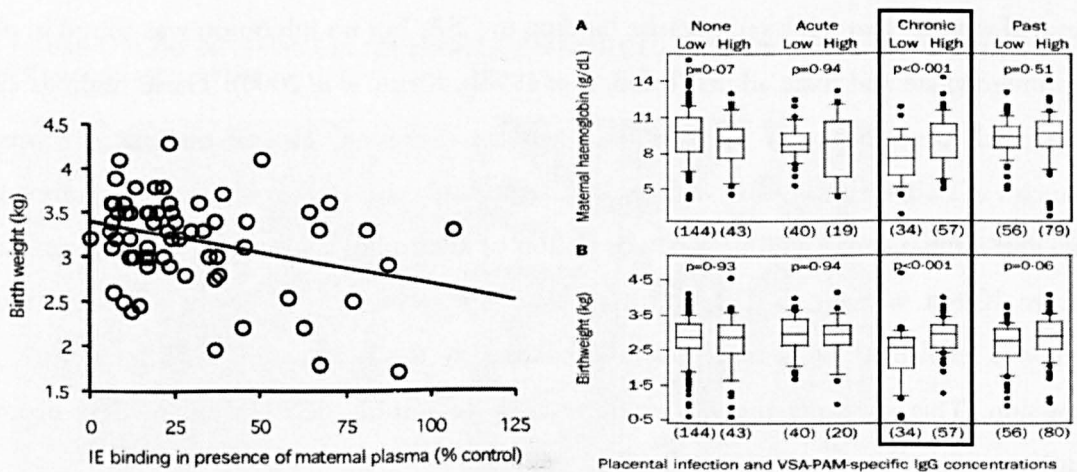 4.5
4.0
3.5
3.0
2.5
2.0
1.5
Birth weight (kg)
0 25 50 75 100 125
IE binding in presence of maternal plasma (% control)
A
None Acute Chronic Past
Low High Low High Low High Low High
p=0·07 p=0·94 p<0·001 p=0·51
Maternal haemoglobin (g/dL)
14
11
8
5
(144) (43) (40) (19) (34) (57) (56) (79)
B
p=0·93 p=0·94 p<0·001 p=0·06
Birthweight (kg)
4·5
3·5
2·5
1·5
0·5
(144) (43) (40) (20) (34) (57) (56) (80)
Placental infection and VSA-PAM-specific IgG concentrations